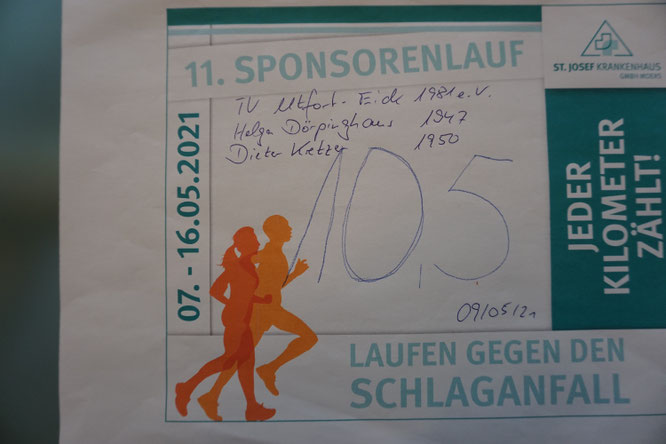 11. SPONSORENLAUF
ST. JOSEF KRANKENHAUS
GMBH MOERS
TV Utfort-Eick 1981 e.V.
Helga Dörpinghaus 1947
Dieter Kretzer 1950
10,5
09/05/21
07. - 16.05.2021
JEDER
KILOMETER
ZÄHLT!
LAUFEN GEGEN DEN
SCHLAGANFALL